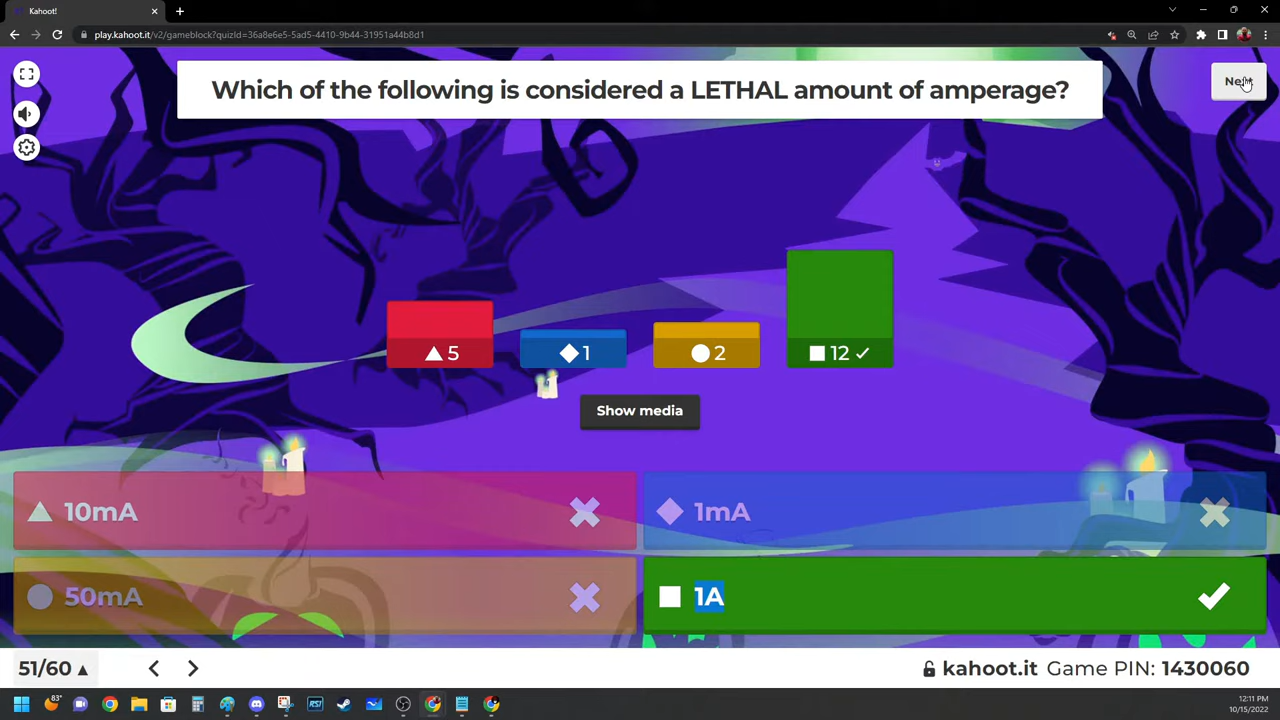 Kahoot!
play.kahoot.it/v2/gameblock?quizId=36a8e6e5-5ad5-4410-9b44-31951a44b8d1
Which of the following is considered a LETHAL amount of amperage?
Next
5
1
2
12
Show media
10mA
1mA
50mA
1A
51/60
kahoot.it Game PIN: 1430060
83°
RSI
12:11 PM
10/15/2022